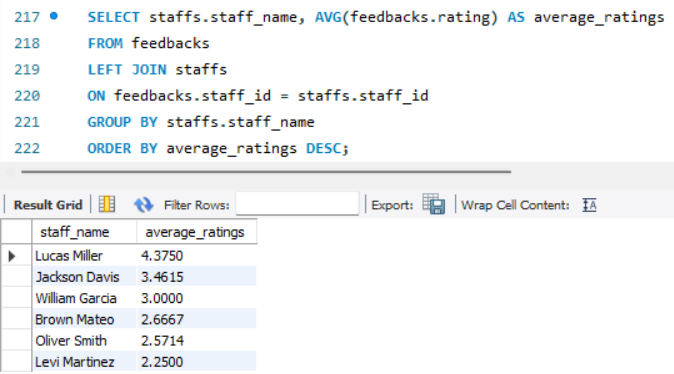 217 SELECT staffs.staff_name, AVG(feedbacks.rating) AS average_ratings
218 FROM feedbacks
219 LEFT JOIN staffs
220 ON feedbacks.staff_id = staffs.staff_id
221 GROUP BY staffs.staff_name
222 ORDER BY average_ratings DESC;
Result Grid Filter Rows: Export: Wrap Cell Content: IA
staff_name average_ratings
Lucas Miller 4.3750
Jackson Davis 3.4615
William Garcia 3.0000
Brown Mateo 2.6667
Oliver Smith 2.5714
Levi Martinez 2.2500